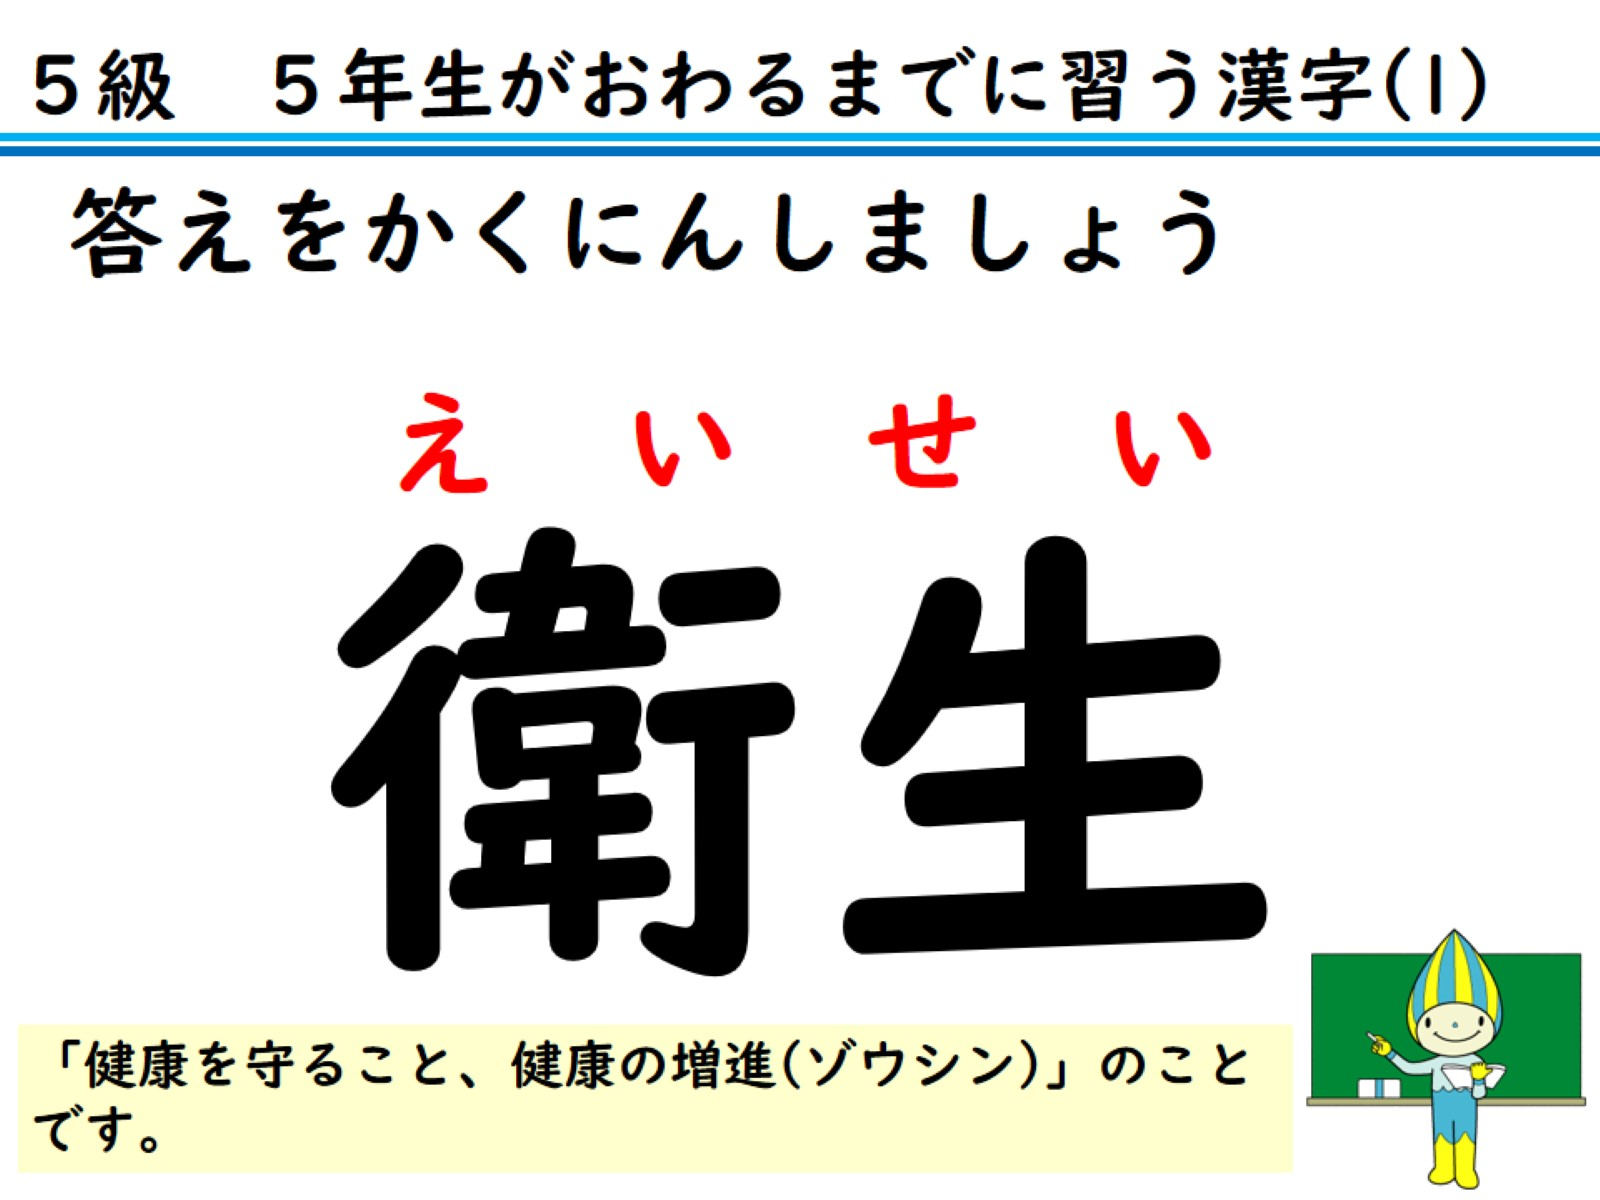 ５級　５年生がおわるまでに習う漢字(1)
答えをかくにんしましょう
えいせい
衛生
「健康を守ること、健康の増進(ゾウシン)」のこと
です。